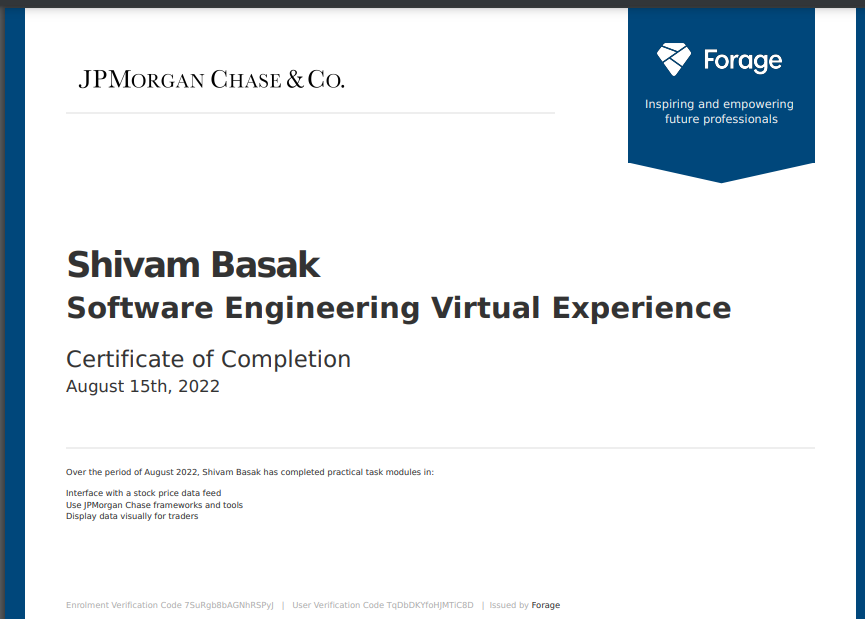 JPMORGAN CHASE & CO.
Forage
Inspiring and empowering
future professionals
Shivam Basak
Software Engineering Virtual Experience
Certificate of Completion
August 15th, 2022
Over the period of August 2022, Shivam Basak has completed practical task modules in:
Interface with a stock price data feed
Use JPMorgan Chase frameworks and tools
Display data visually for traders
Enrolment Verification Code 7SuRgb8bAGNhRSPyJ | User Verification Code TqDbDKYfoHJMTiC8D | Issued by Forage